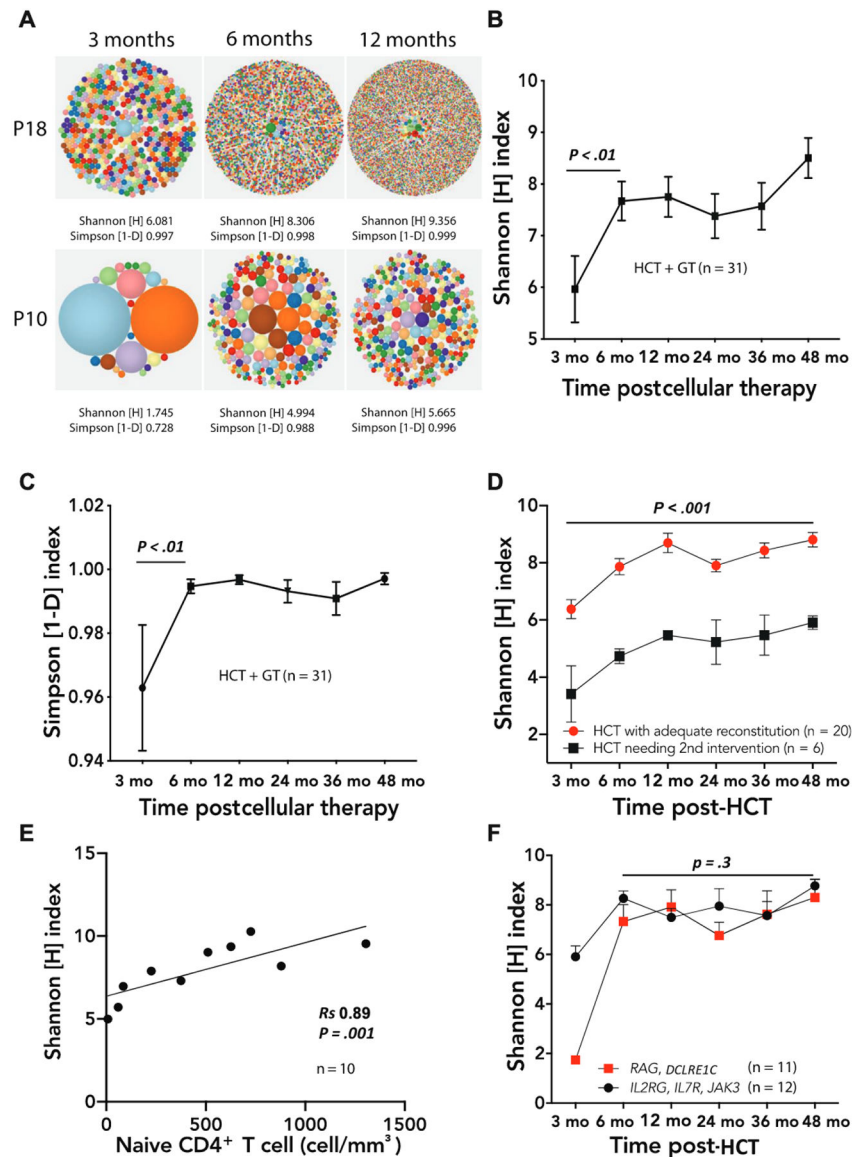 A
3 months 6 months 12 months
P18
Shannon [H] 6.081 Shannon [H] 8.306 Shannon [H] 9.356
Simpson [1-D] 0.997 Simpson [1-D] 0.998 Simpson [1-D] 0.999
P10
Shannon [H] 1.745 Shannon [H] 4.994 Shannon [H] 5.665
Simpson [1-D] 0.728 Simpson [1-D] 0.988 Simpson [1-D] 0.996
B
Shannon [H] index
10
9
8
7
6
5
P < .01
HCT + GT (n = 31)
3 mo 6 mo 12 mo 24 mo 36 mo 48 mo
Time postcellular therapy
C
Simpson [1-D] index
1.02
1.00
0.98
0.96
0.94
P < .01
HCT + GT (n = 31)
3 mo 6 mo 12 mo 24 mo 36 mo 48 mo
Time postcellular therapy
D
Shannon [H] index
10
8
6
4
2
P < .001
HCT with adequate reconstitution (n = 20)
HCT needing 2nd intervention (n = 6)
3 mo 6 mo 12 mo 24 mo 36 mo 48 mo
Time post-HCT
E
Shannon [H] index
15
10
5
0
Rs 0.89
P = .001
n = 10
0 500 1000 1500
Naive CD4⁺ T cell (cell/mm³)
F
Shannon [H] index
10
8
6
4
2
0
p = .3
RAG, DCLRE1C (n = 11)
IL2RG, IL7R, JAK3 (n = 12)
3 mo 6 mo 12 mo 24 mo 36 mo 48 mo
Time post-HCT